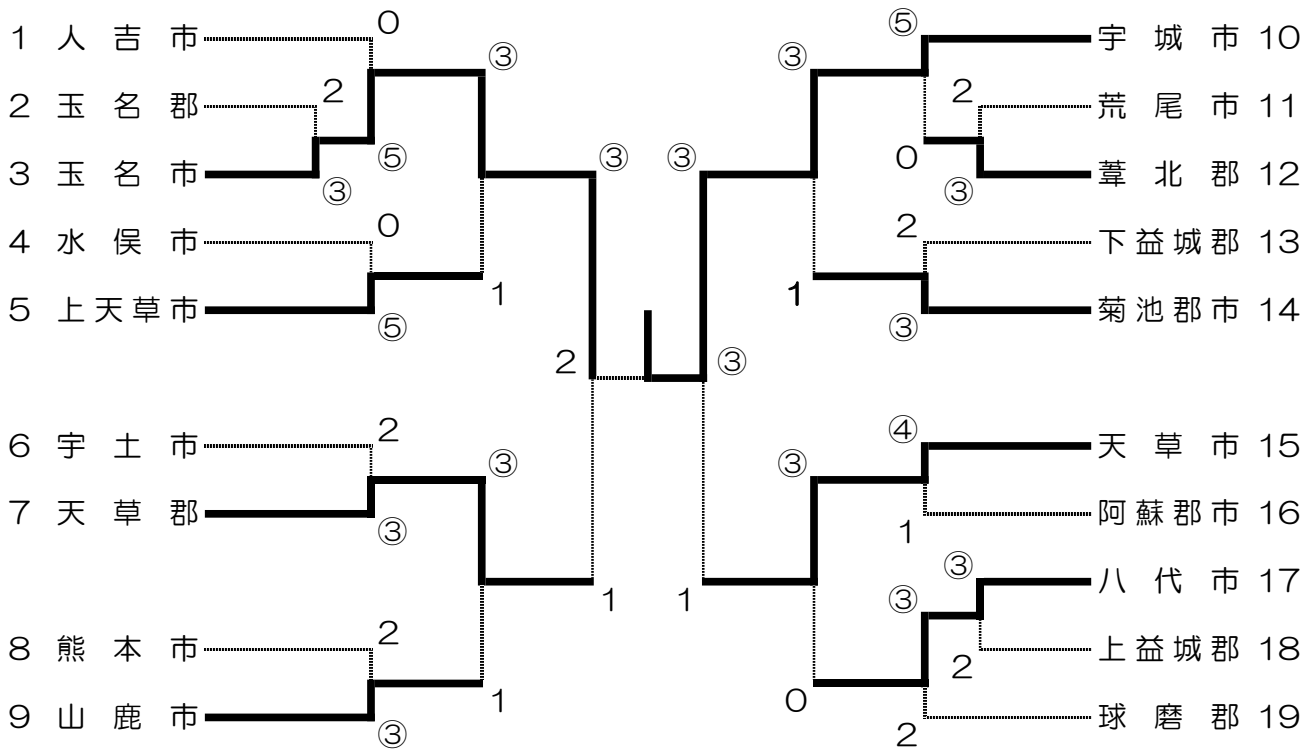 1 人吉市
2 玉名郡
3 玉名市
4 水俣市
5 上天草市
6 宇土市
7 天草郡
8 熊本市
9 山鹿市
0
2
⑤
③
0
⑤
③
1
2
③
2
③
③
1
③
1
2
③
③
1
③
1
⑤
2
0
③
2
③
④
1
③
③
2
2
③
0
宇城市 10
荒尾市 11
葦北郡 12
下益城郡 13
菊池郡市 14
天草市 15
阿蘇郡市 16
八代市 17
上益城郡 18
球磨郡 19